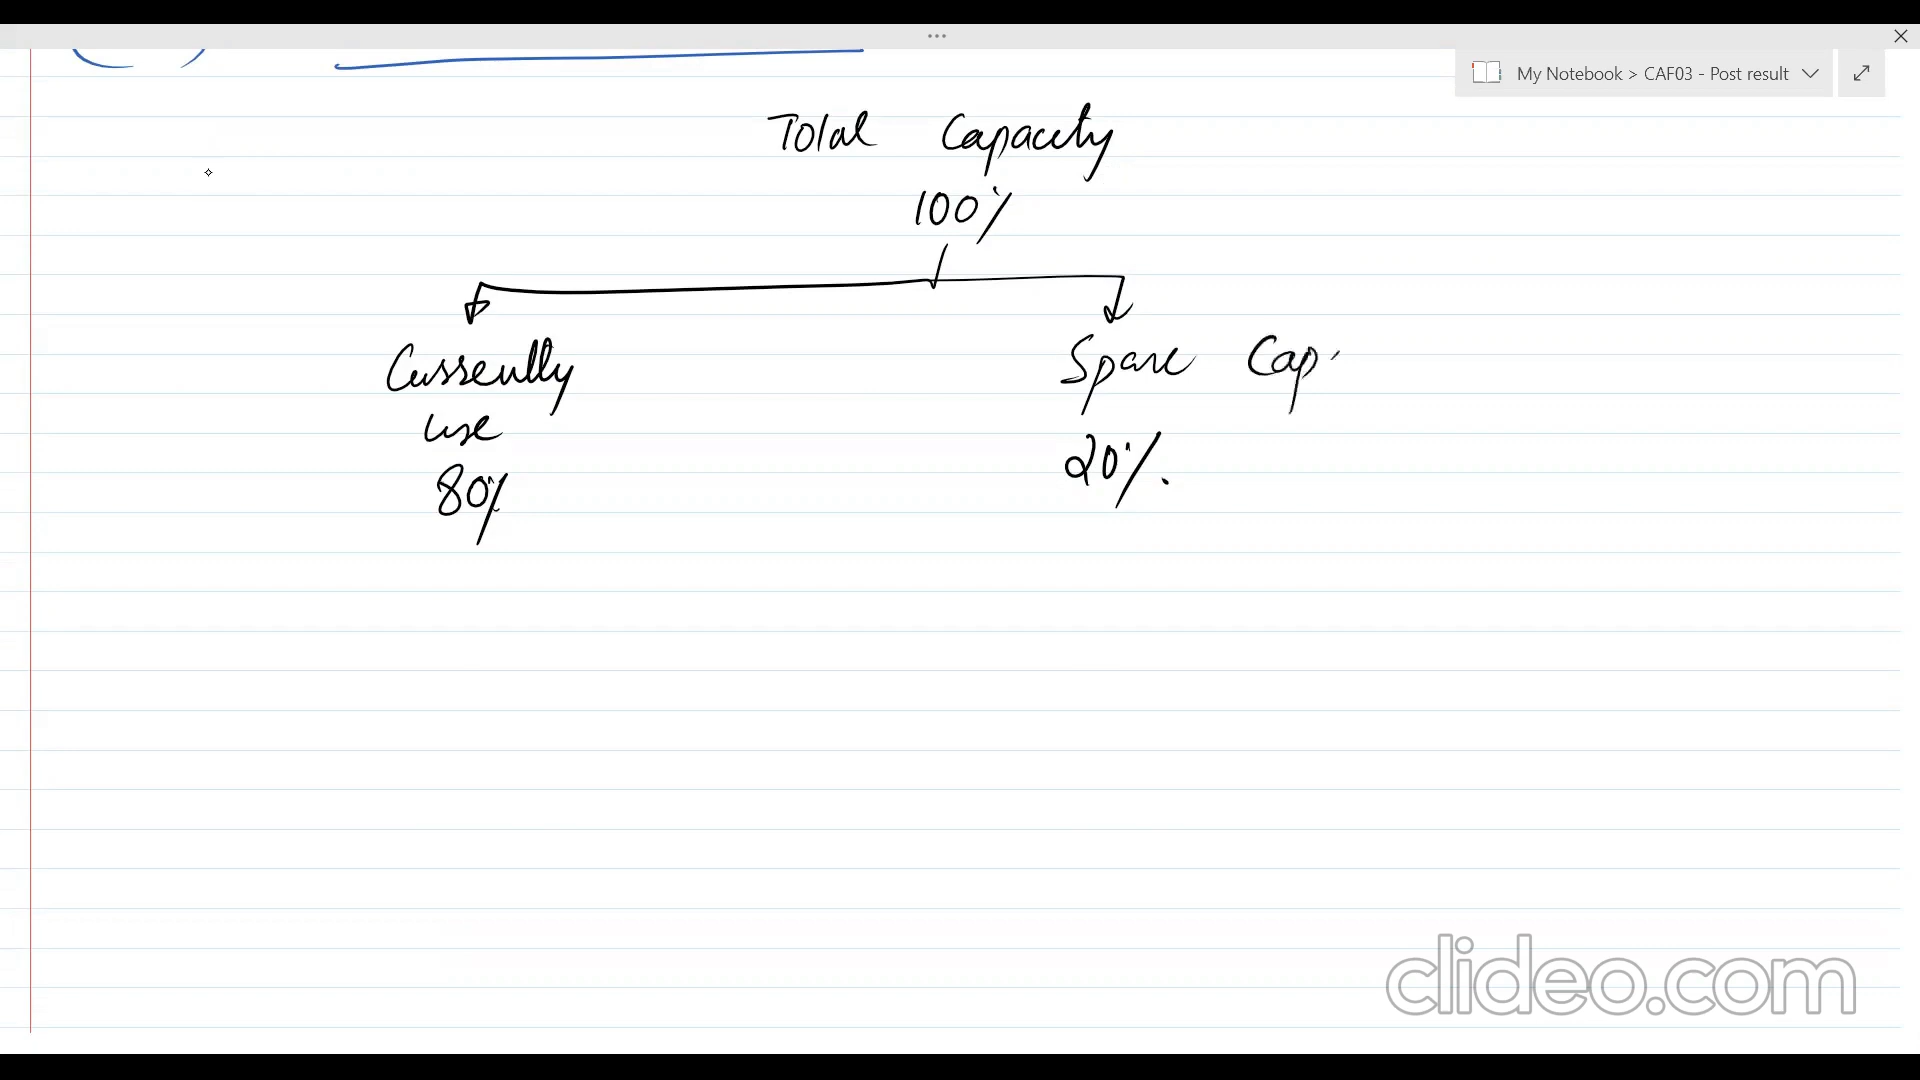 My Notebook > CAF03 - Post result
Total Capacity
100%
Currently
use
80%
Spare Cap.
20%.
clideo.com